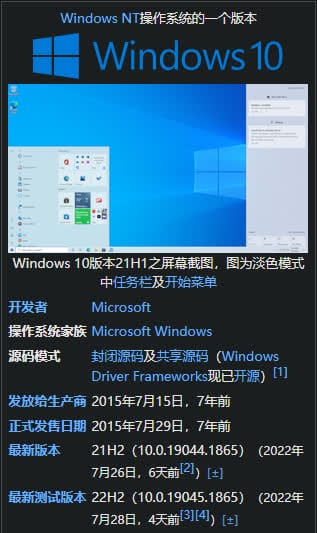 Windows NT操作系统的一个版本
Windows 10
Windows 10版本21H1之屏幕截图，图为淡色模式
中任务栏及开始菜单
开发者 Microsoft
操作系统家族 Microsoft Windows
源码模式 封闭源码及共享源码（Windows
Driver Frameworks现已开源）[1]
发放给生产商 2015年7月15日，7年前
正式发售日期 2015年7月29日，7年前
最新版本 21H2（10.0.19044.1865）（2022年
7月26日，6天前[2]）[±]
最新测试版本 22H2（10.0.19045.1865）（2022年
7月28日，4天前[3][4]）[±]